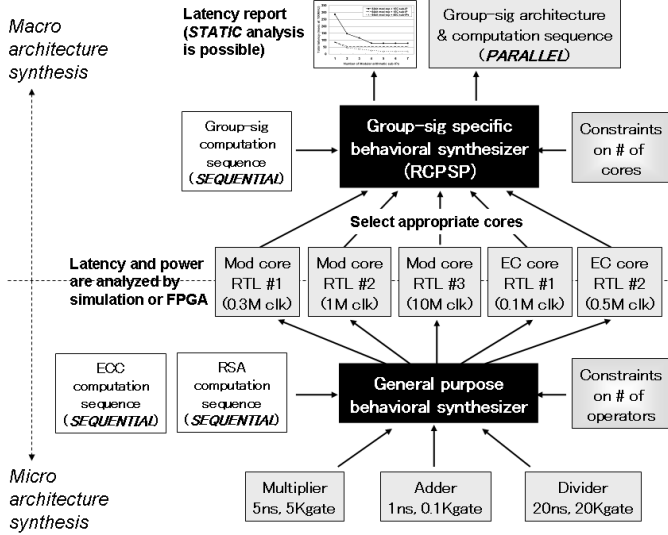 Macro
architecture
synthesis
Latency report
(STATIC analysis
is possible)
Group-sig architecture
& computation sequence
(PARALLEL)
Group-sig
computation
sequence
(SEQUENTIAL)
Group-sig specific
behavioral synthesizer
(RCPSP)
Constraints
on # of
cores
Select appropriate cores
Latency and power
are analyzed by
simulation or FPGA
Mod core
RTL #1
(0.3M clk)
Mod core
RTL #2
(1M clk)
Mod core
RTL #3
(10M clk)
EC core
RTL #1
(0.1M clk)
EC core
RTL #2
(0.5M clk)
ECC
computation
sequence
(SEQUENTIAL)
RSA
computation
sequence
(SEQUENTIAL)
General purpose
behavioral synthesizer
Constraints
on # of
operators
Micro
architecture
synthesis
Multiplier
5ns, 5Kgate
Adder
1ns, 0.1Kgate
Divider
20ns, 20Kgate